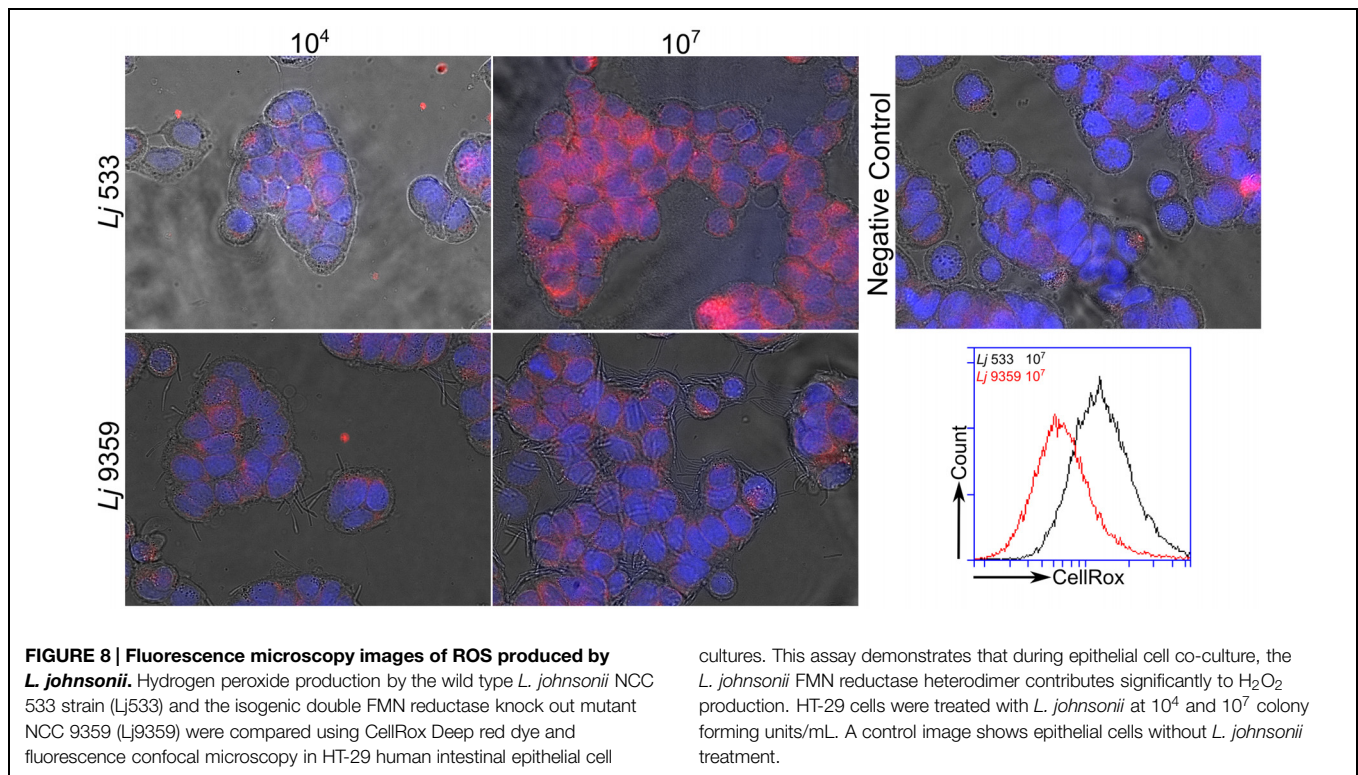 10⁴
10⁷
Lj 533
Lj 9359
Negative Control
Lj 533 10⁷
Lj 9359 10⁷
Count
CellRox
FIGURE 8 | Fluorescence microscopy images of ROS produced by
L. johnsonii. Hydrogen peroxide production by the wild type L. johnsonii NCC
533 strain (Lj533) and the isogenic double FMN reductase knock out mutant
NCC 9359 (Lj9359) were compared using CellRox Deep red dye and
fluorescence confocal microscopy in HT-29 human intestinal epithelial cell
cultures. This assay demonstrates that during epithelial cell co-culture, the
L. johnsonii FMN reductase heterodimer contributes significantly to H₂O₂
production. HT-29 cells were treated with L. johnsonii at 10⁴ and 10⁷ colony
forming units/mL. A control image shows epithelial cells without L. johnsonii
treatment.